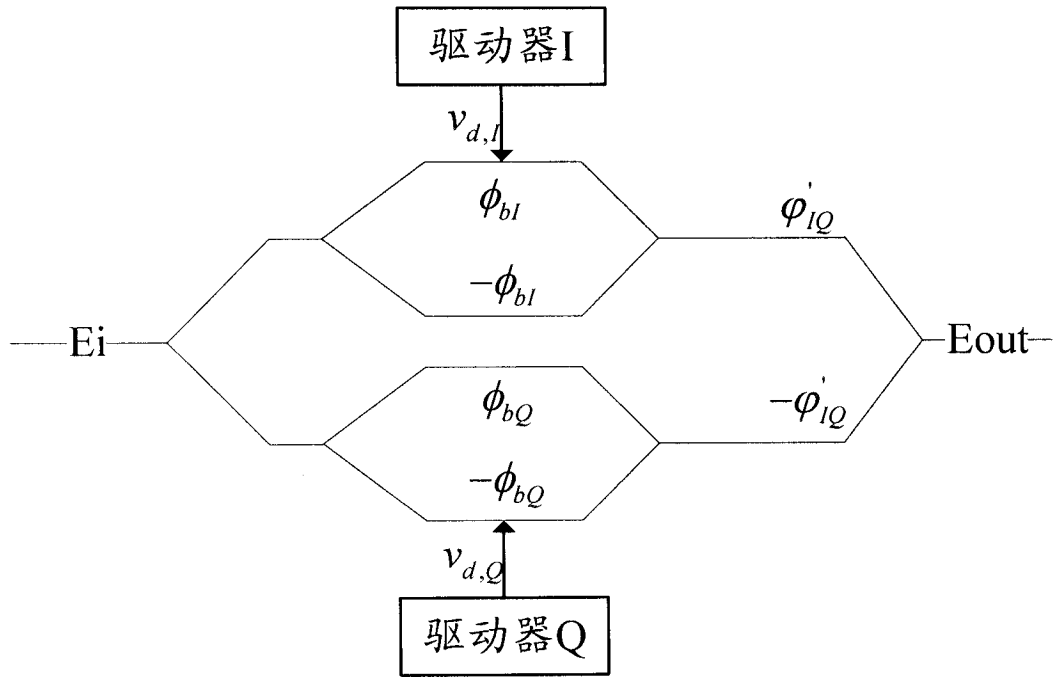 驱动器I
v_{d,I}
ϕ_{bI}
φ'_{IQ}
−ϕ_{bI}
Ei
Eout
ϕ_{bQ}
−φ'_{IQ}
−ϕ_{bQ}
v_{d,Q}
驱动器Q